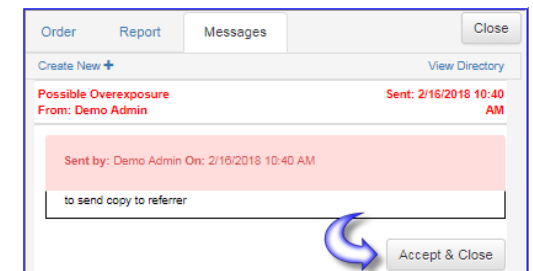 Order Report Messages Close
Create New + View Directory
Possible Overexposure Sent: 2/16/2018 10:40
From: Demo Admin AM
Sent by: Demo Admin On: 2/16/2018 10:40 AM
to send copy to referrer
Accept & Close